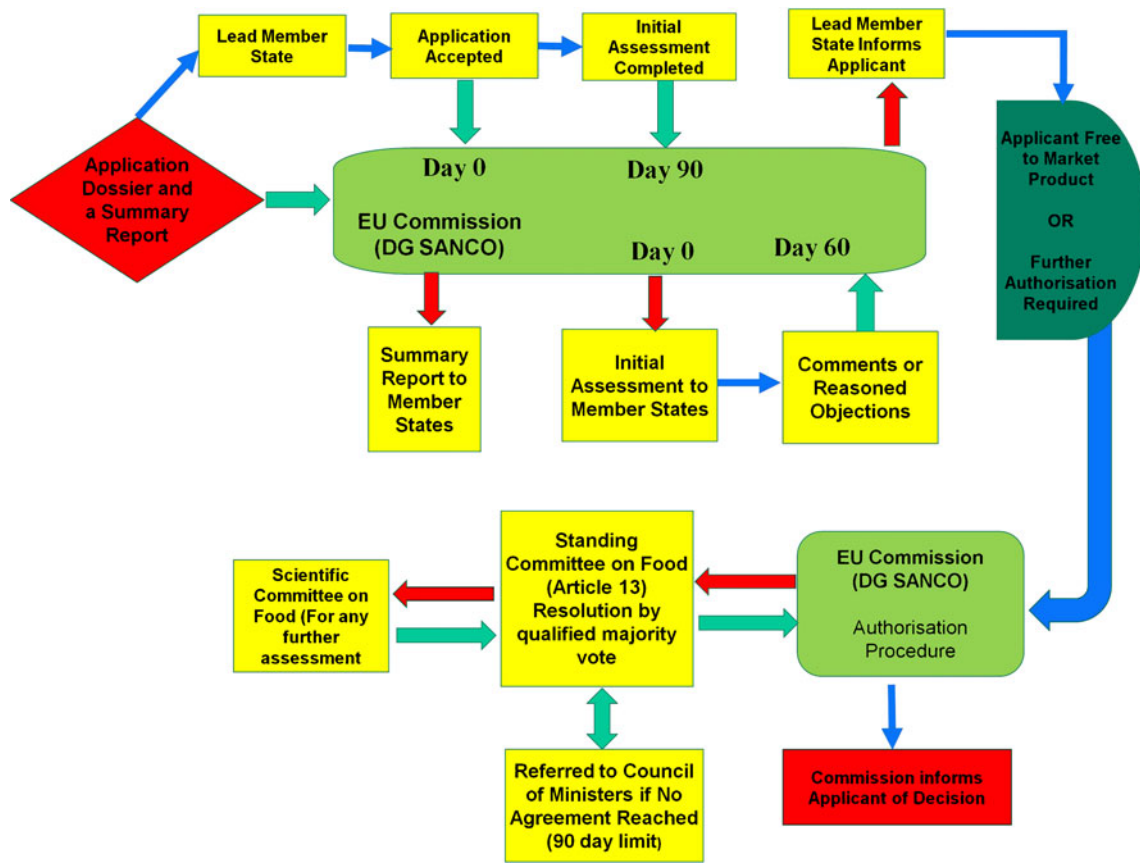 Lead Member
State
Application
Accepted
Initial
Assessment
Completed
Lead Member
State Informs
Applicant
Application
Dossier and
a Summary
Report
Day 0
Day 90
EU Commission
(DG SANCO)
Day 0
Day 60
Applicant Free
to Market
Product
OR
Further
Authorisation
Required
Summary
Report to
Member
States
Initial
Assessment to
Member States
Comments or
Reasoned
Objections
Scientific
Committee on
Food (For any
further
assessment
Standing
Committee on Food
(Article 13)
Resolution by
qualified majority
vote
EU Commission
(DG SANCO)
Authorisation
Procedure
Referred to Council
of Ministers if No
Agreement Reached
(90 day limit)
Commission informs
Applicant of Decision